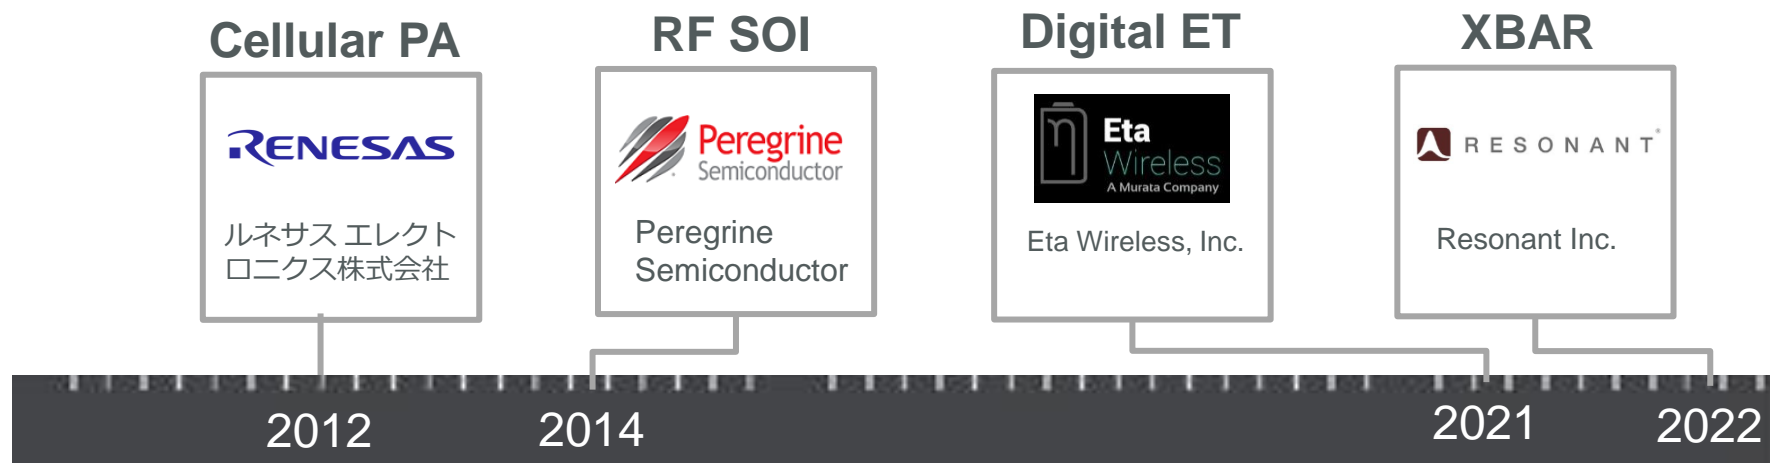 Cellular PA
RENESAS
ルネサス エレクト
ロニクス株式会社
RF SOI
Peregrine
Semiconductor
Peregrine
Semiconductor
Digital ET
η
Eta
Wireless
A Murata Company
Eta Wireless, Inc.
XBAR
RESONANT®
Resonant Inc.
2012
2014
2021
2022